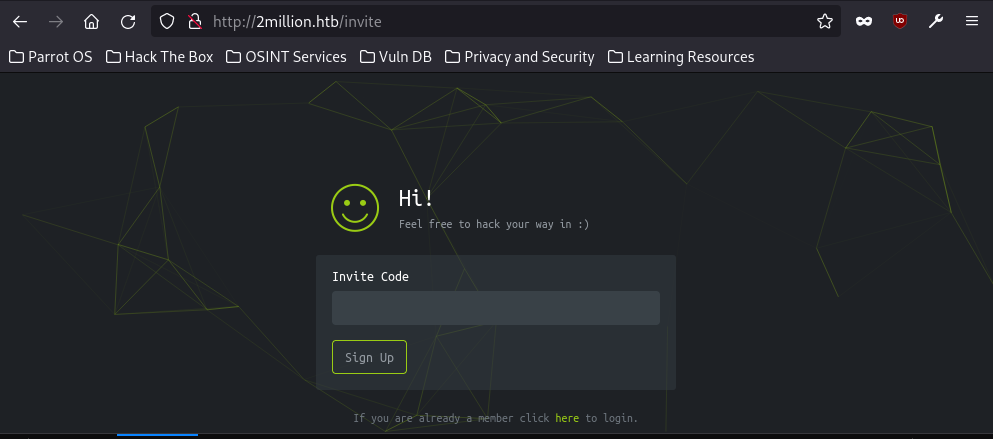 http://2million.htb/invite
Parrot OS Hack The Box OSINT Services Vuln DB Privacy and Security Learning Resources
Hi!
Feel free to hack your way in :)
Invite Code
Sign Up
If you are already a member click here to login.